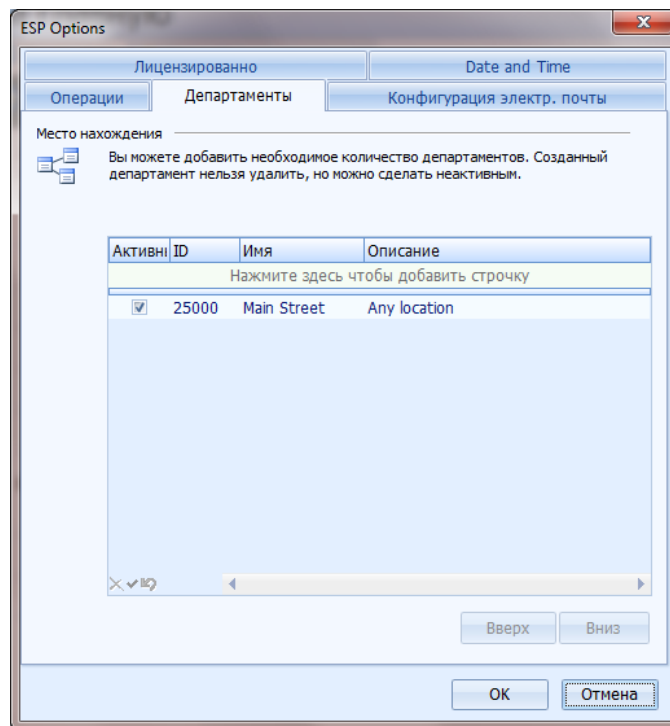 ESP Options
Лицензированно
Date and Time
Операции
Департаменты
Конфигурация электр. почты
Место нахождения
Вы можете добавить необходимое количество департаментов. Созданный
департамент нельзя удалить, но можно сделать неактивным.
Активні ID Имя Описание
Нажмите здесь чтобы добавить строчку
25000 Main Street Any location
Вверх Вниз
OK Отмена